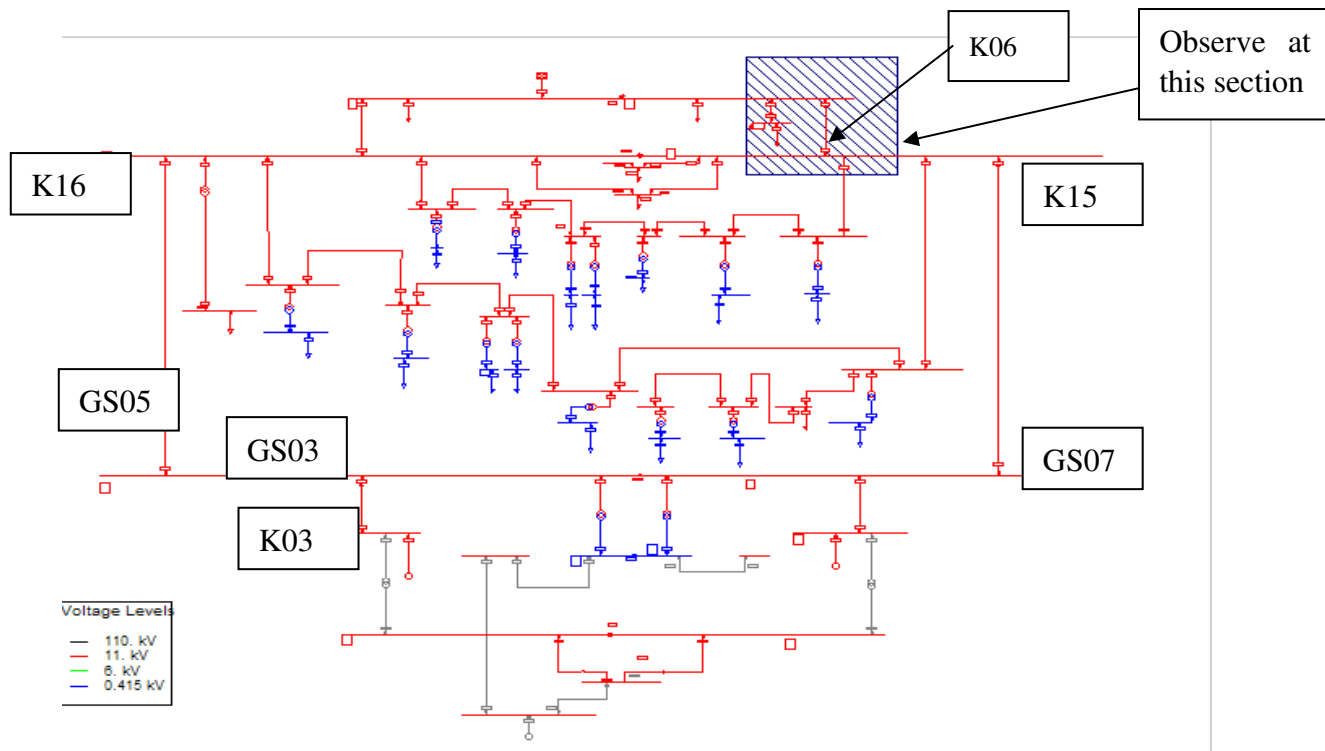 K06
Observe at
this section
K16
K15
GS05
GS03
GS07
K03
Voltage Levels
110. kV
11. kV
6. kV
0.415 kV